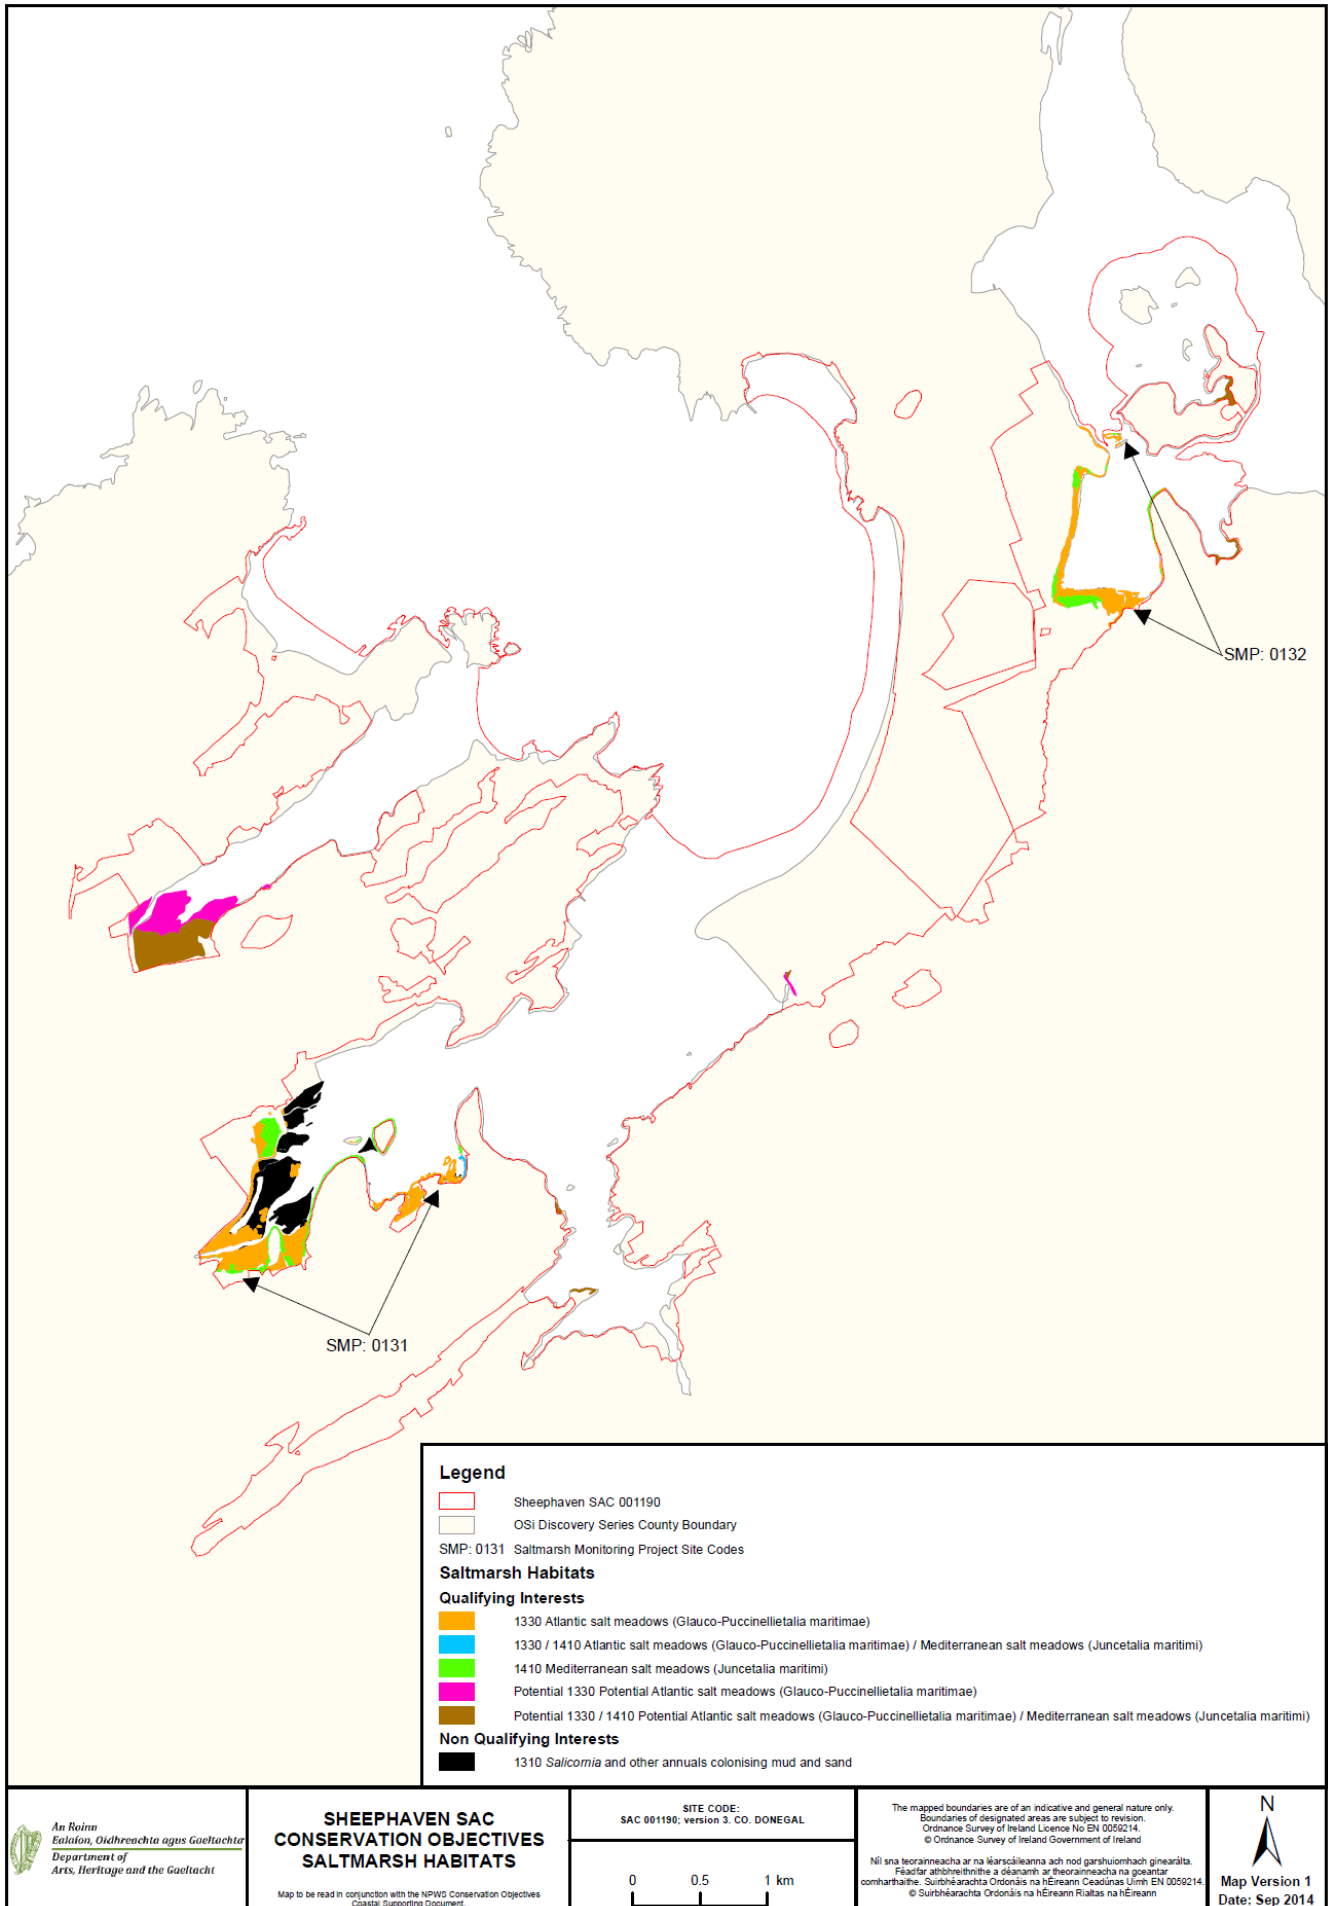 SMP: 0132
SMP: 0131
Legend
Sheephaven SAC 001190
OSi Discovery Series County Boundary
SMP: 0131 Saltmarsh Monitoring Project Site Codes
Saltmarsh Habitats
Qualifying Interests
1330 Atlantic salt meadows (Glauco-Puccinellietalia maritimae)
1330 / 1410 Atlantic salt meadows (Glauco-Puccinellietalia maritimae) / Mediterranean salt meadows (Juncetalia maritimi)
1410 Mediterranean salt meadows (Juncetalia maritimi)
Potential 1330 Potential Atlantic salt meadows (Glauco-Puccinellietalia maritimae)
Potential 1330 / 1410 Potential Atlantic salt meadows (Glauco-Puccinellietalia maritimae) / Mediterranean salt meadows (Juncetalia maritimi)
Non Qualifying Interests
1310 Salicornia and other annuals colonising mud and sand
An Roinn
Ealaíon, Oidhreachta agus Gaeltachta
Department of
Arts, Heritage and the Gaeltacht
SHEEPHAVEN SAC
CONSERVATION OBJECTIVES
SALTMARSH HABITATS
Map to be read in conjunction with the NPWS Conservation Objectives
Coastal Supporting Document.
SITE CODE:
SAC 001190; version 3. CO. DONEGAL
0 0.5 1 km
The mapped boundaries are of an indicative and general nature only.
Boundaries of designated areas are subject to revision.
Ordnance Survey of Ireland Licence No EN 0059214.
© Ordnance Survey of Ireland Government of Ireland
Níl sna teorainneacha ar na léarscáileanna ach nod garshuiomhach ginearálta.
Féadfar athbhreithnithe a déanamh ar theorainneacha na gceantar
comharthaithe. Suirbhéarachta Ordonáis na hÉireann Ceadúnas Uimh EN 0059214.
© Suirbhéarachta Ordonáis na hÉireann Rialtas na hÉireann
N
Map Version 1
Date: Sep 2014